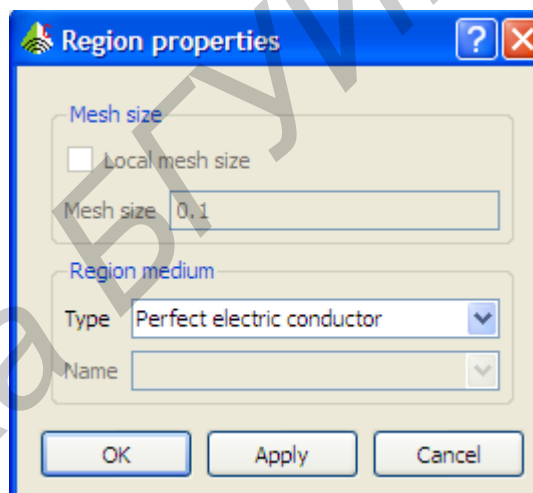 Region properties
Mesh size
Local mesh size
Mesh size 0.1
Region medium
Type Perfect electric conductor
Name
OK Apply Cancel
а БГУИ